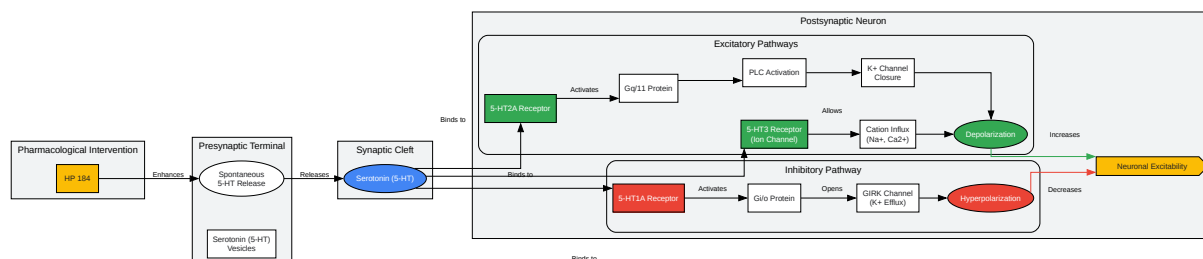 Postsynaptic Neuron
Excitatory Pathways
5-HT2A Receptor
Activates
Gq/11 Protein
PLC Activation
K+ Channel
Closure
Binds to
5-HT3 Receptor
(Ion Channel)
Allows
Cation Influx
(Na+, Ca2+)
Depolarization
Increases
Pharmacological Intervention
HP 184
Enhances
Presynaptic Terminal
Spontaneous
5-HT Release
Releases
Serotonin (5-HT)
Vesicles
Synaptic Cleft
Serotonin (5-HT)
Binds to
Inhibitory Pathway
5-HT1A Receptor
Activates
Gi/o Protein
Opens
GIRK Channel
(K+ Efflux)
Hyperpolarization
Decreases
Neuronal Excitability
Binds to